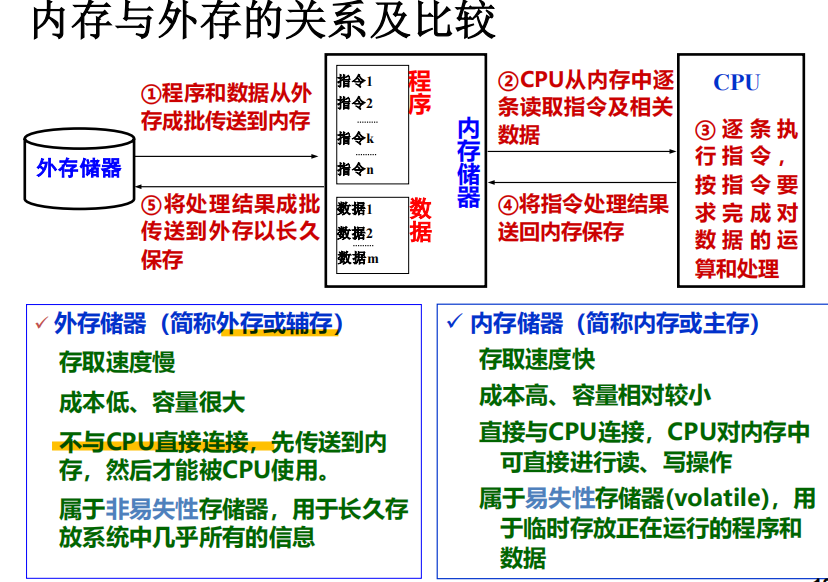 内存与外存的关系及比较
①程序和数据从外
存成批传送到内存
外存储器
⑤将处理结果成批
传送到外存以长久
保存
指令1
指令2
………
指令k
………
指令n
程序
数据1
数据2
………
数据m
数据
内存储器
②CPU从内存中逐
条读取指令及相关
数据
④将指令处理结果
送回内存保存
CPU
③逐条执
行指令，
按指令要
求完成对
数据的运
算和处理
✓ 外存储器（简称外存或辅存）
存取速度慢
成本低、容量很大
不与CPU直接连接，先传送到内
存，然后才能被CPU使用。
属于非易失性存储器，用于长久存
放系统中几乎所有的信息
✓ 内存储器（简称内存或主存）
存取速度快
成本高、容量相对较小
直接与CPU连接，CPU对内存中
可直接进行读、写操作
属于易失性存储器(volatile)，用
于临时存放正在运行的程序和
数据